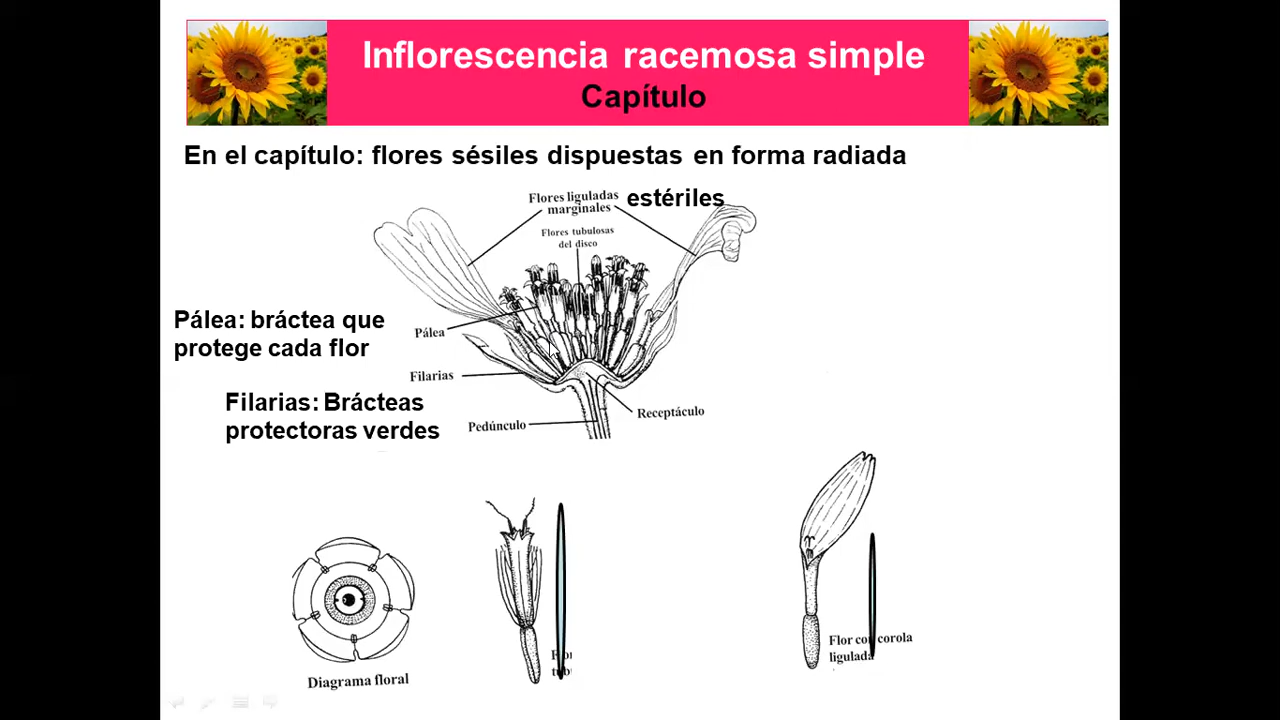 Inflorescencia racemosa simple
Capítulo
En el capítulo: flores sésiles dispuestas en forma radiada
Flores liguladas
marginales
estériles
Flores tubulosas
del disco
Pálea: bráctea que
protege cada flor
Pálea
Filarias
Filarias: Brácteas
protectoras verdes
Receptáculo
Pedúnculo
Flor con corola
ligulada
Diagrama floral